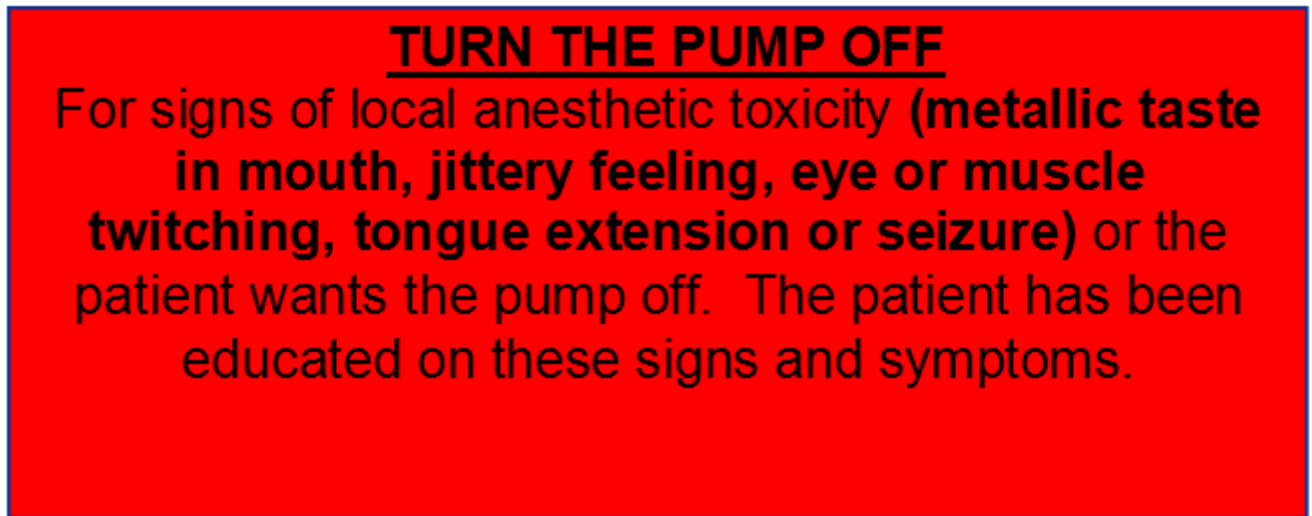 TURN THE PUMP OFF
For signs of local anesthetic toxicity (metallic taste
in mouth, jittery feeling, eye or muscle
twitching, tongue extension or seizure) or the
patient wants the pump off.  The patient has been
educated on these signs and symptoms.